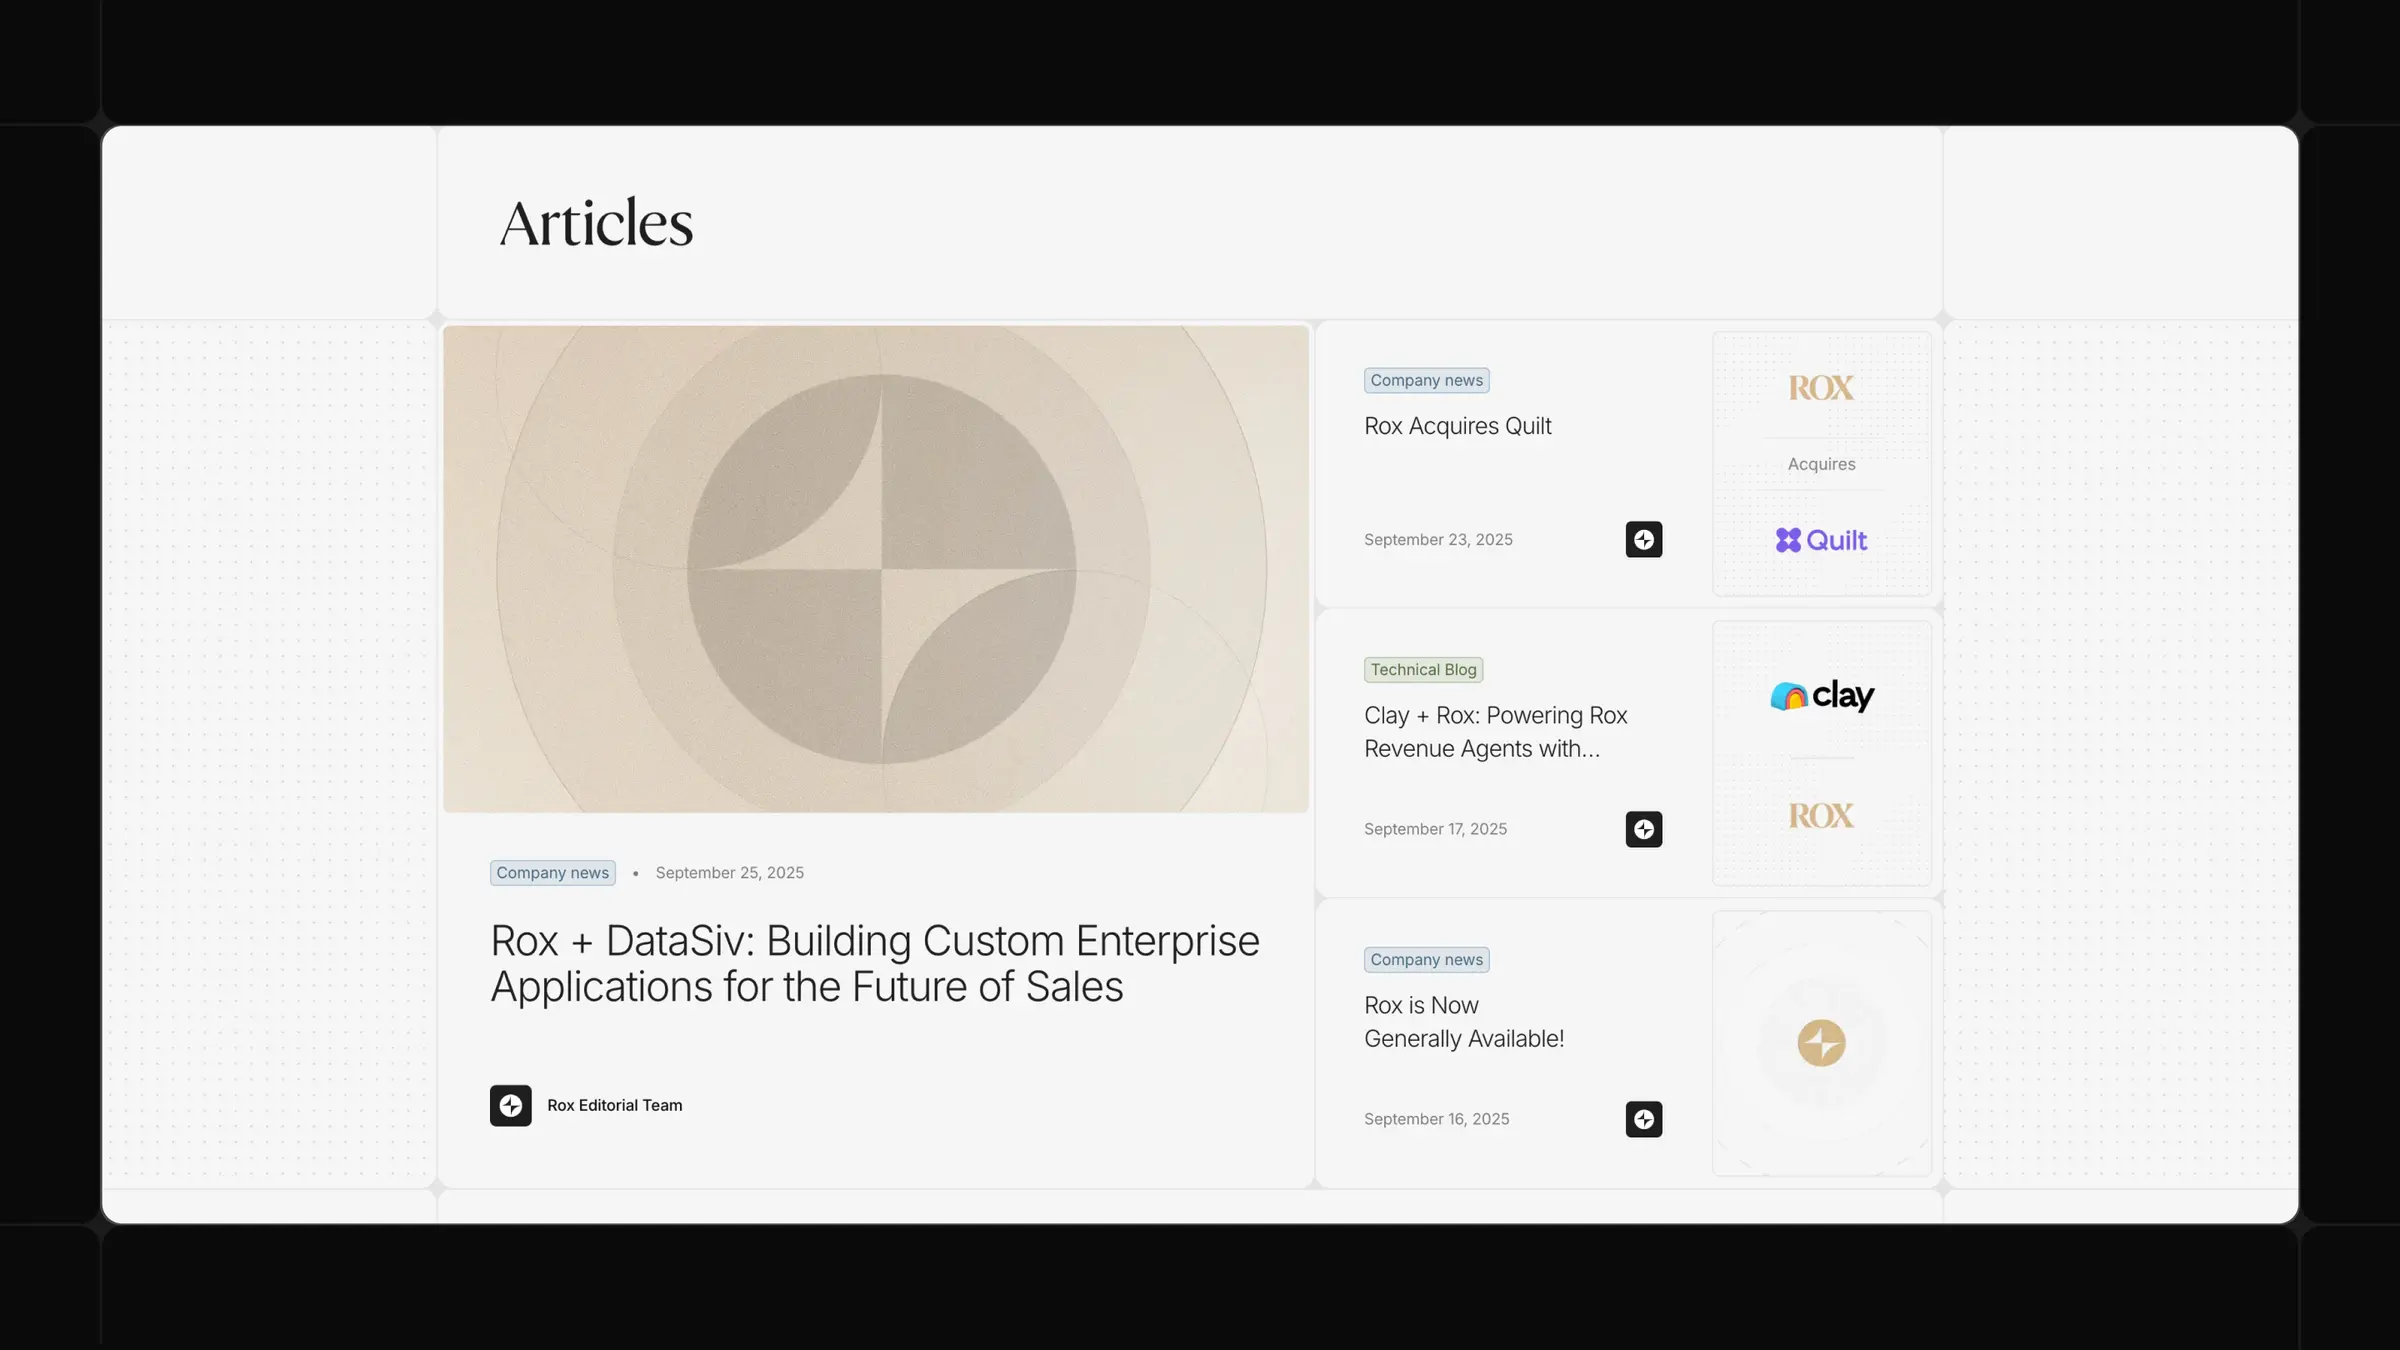 Articles
Company news • September 25, 2025
Rox + DataSiv: Building Custom Enterprise
Applications for the Future of Sales
Rox Editorial Team
Company news
Rox Acquires Quilt
September 23, 2025
ROX
Acquires
Quilt
Technical Blog
Clay + Rox: Powering Rox
Revenue Agents with...
September 17, 2025
clay
ROX
Company news
Rox is Now
Generally Available!
September 16, 2025